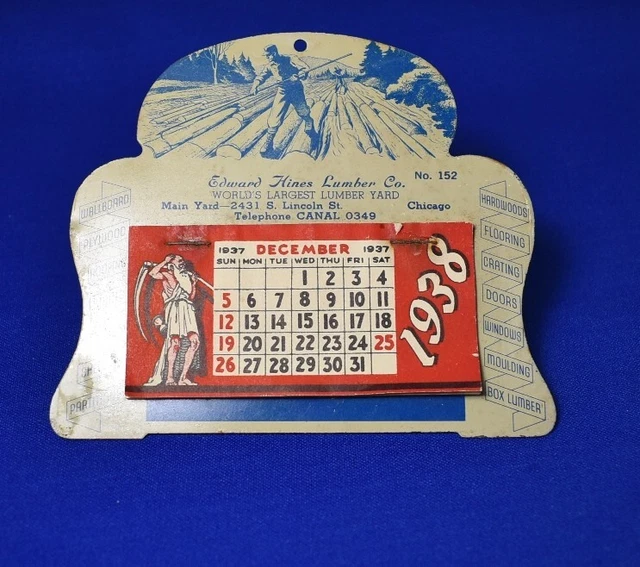 Edward Hines Lumber Co.
No. 152
WORLD'S LARGEST LUMBER YARD
Main Yard—2431 S. Lincoln St. Chicago
Telephone CANAL 0349
WALLBOARD
PLYWOOD
HARDWOODS
FLOORING
CRATING
DOORS
WINDOWS
MOULDING
BOX LUMBER
1937 DECEMBER 1937
SUN MON TUE WED THU FRI SAT
1 2 3 4
5 6 7 8 9 10 11
12 13 14 15 16 17 18
19 20 21 22 23 24 25
26 27 28 29 30 31
1938